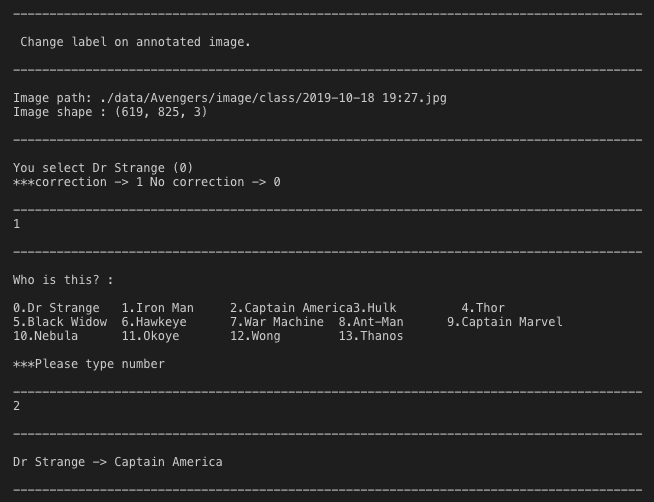 Change label on annotated image.
Image path: ./data/Avengers/image/class/2019-10-18 19:27.jpg
Image shape : (619, 825, 3)
You select Dr Strange (0)
***correction -> 1 No correction -> 0
1
Who is this? :
0.Dr Strange   1.Iron Man     2.Captain America3.Hulk         4.Thor
5.Black Widow  6.Hawkeye      7.War Machine  8.Ant-Man      9.Captain Marvel
10.Nebula      11.Okoye       12.Wong        13.Thanos
***Please type number
2
Dr Strange -> Captain America